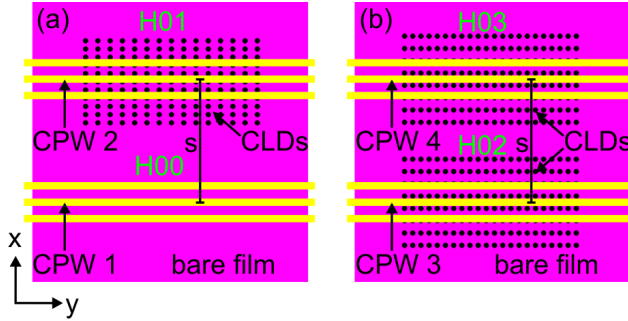 (a) H01
CPW 2 s CLDs
H00
CPW 1 bare film
x
y
(b) H03
CPW 4 s CLDs
H02
CPW 3 bare film